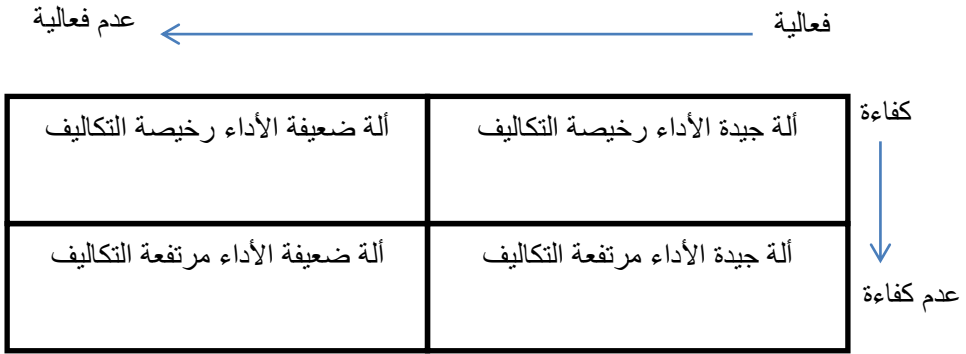 فعالية
عدم فعالية
كفاءة
ألة جيدة الأداء رخيصة التكاليف
ألة ضعيفة الأداء رخيصة التكاليف
ألة جيدة الأداء مرتفعة التكاليف
ألة ضعيفة الأداء مرتفعة التكاليف
عدم كفاءة